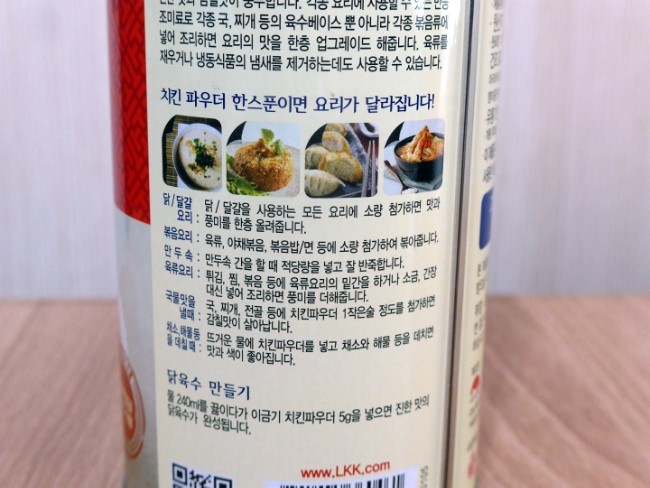 각종 요리에 사용할 수 있는 만능
조미료로 각종 국, 찌개 등의 육수베이스 뿐 아니라 각종 볶음류에
넣어 조리하면 요리의 맛을 한층 업그레이드 해줍니다. 육류를
재우거나 냉동식품의 냄새를 제거하는데도 사용할 수 있습니다.
치킨 파우더 한스푼이면 요리가 달라집니다!
닭/달걀 요리 : 닭 / 달걀을 사용하는 모든 요리에 소량 첨가하면 맛과
풍미를 한층 올려줍니다.
볶음요리 : 육류, 야채볶음, 볶음밥/면 등에 소량 첨가하여 볶아줍니다.
만 두 속 : 만두속 간을 할 때 적당량을 넣고 잘 반죽합니다.
육류요리 : 튀김, 찜, 볶음 등에 육류요리의 밑간을 하거나 소금, 간장
대신 넣어 조리하면 풍미를 더해줍니다.
국물맛을 낼때 : 국, 찌개, 전골 등에 치킨파우더 1작은술 정도를 첨가하면
감칠맛이 살아납니다.
채소,해물등을 데칠때 : 뜨거운 물에 치킨파우더를 넣고 채소와 해물 등을 데치면
맛과 색이 좋아집니다.
닭육수 만들기
물 240ml를 끓이다가 이금기 치킨파우더 5g을 넣으면 진한 맛의
닭육수가 완성됩니다.
www.LKK.com